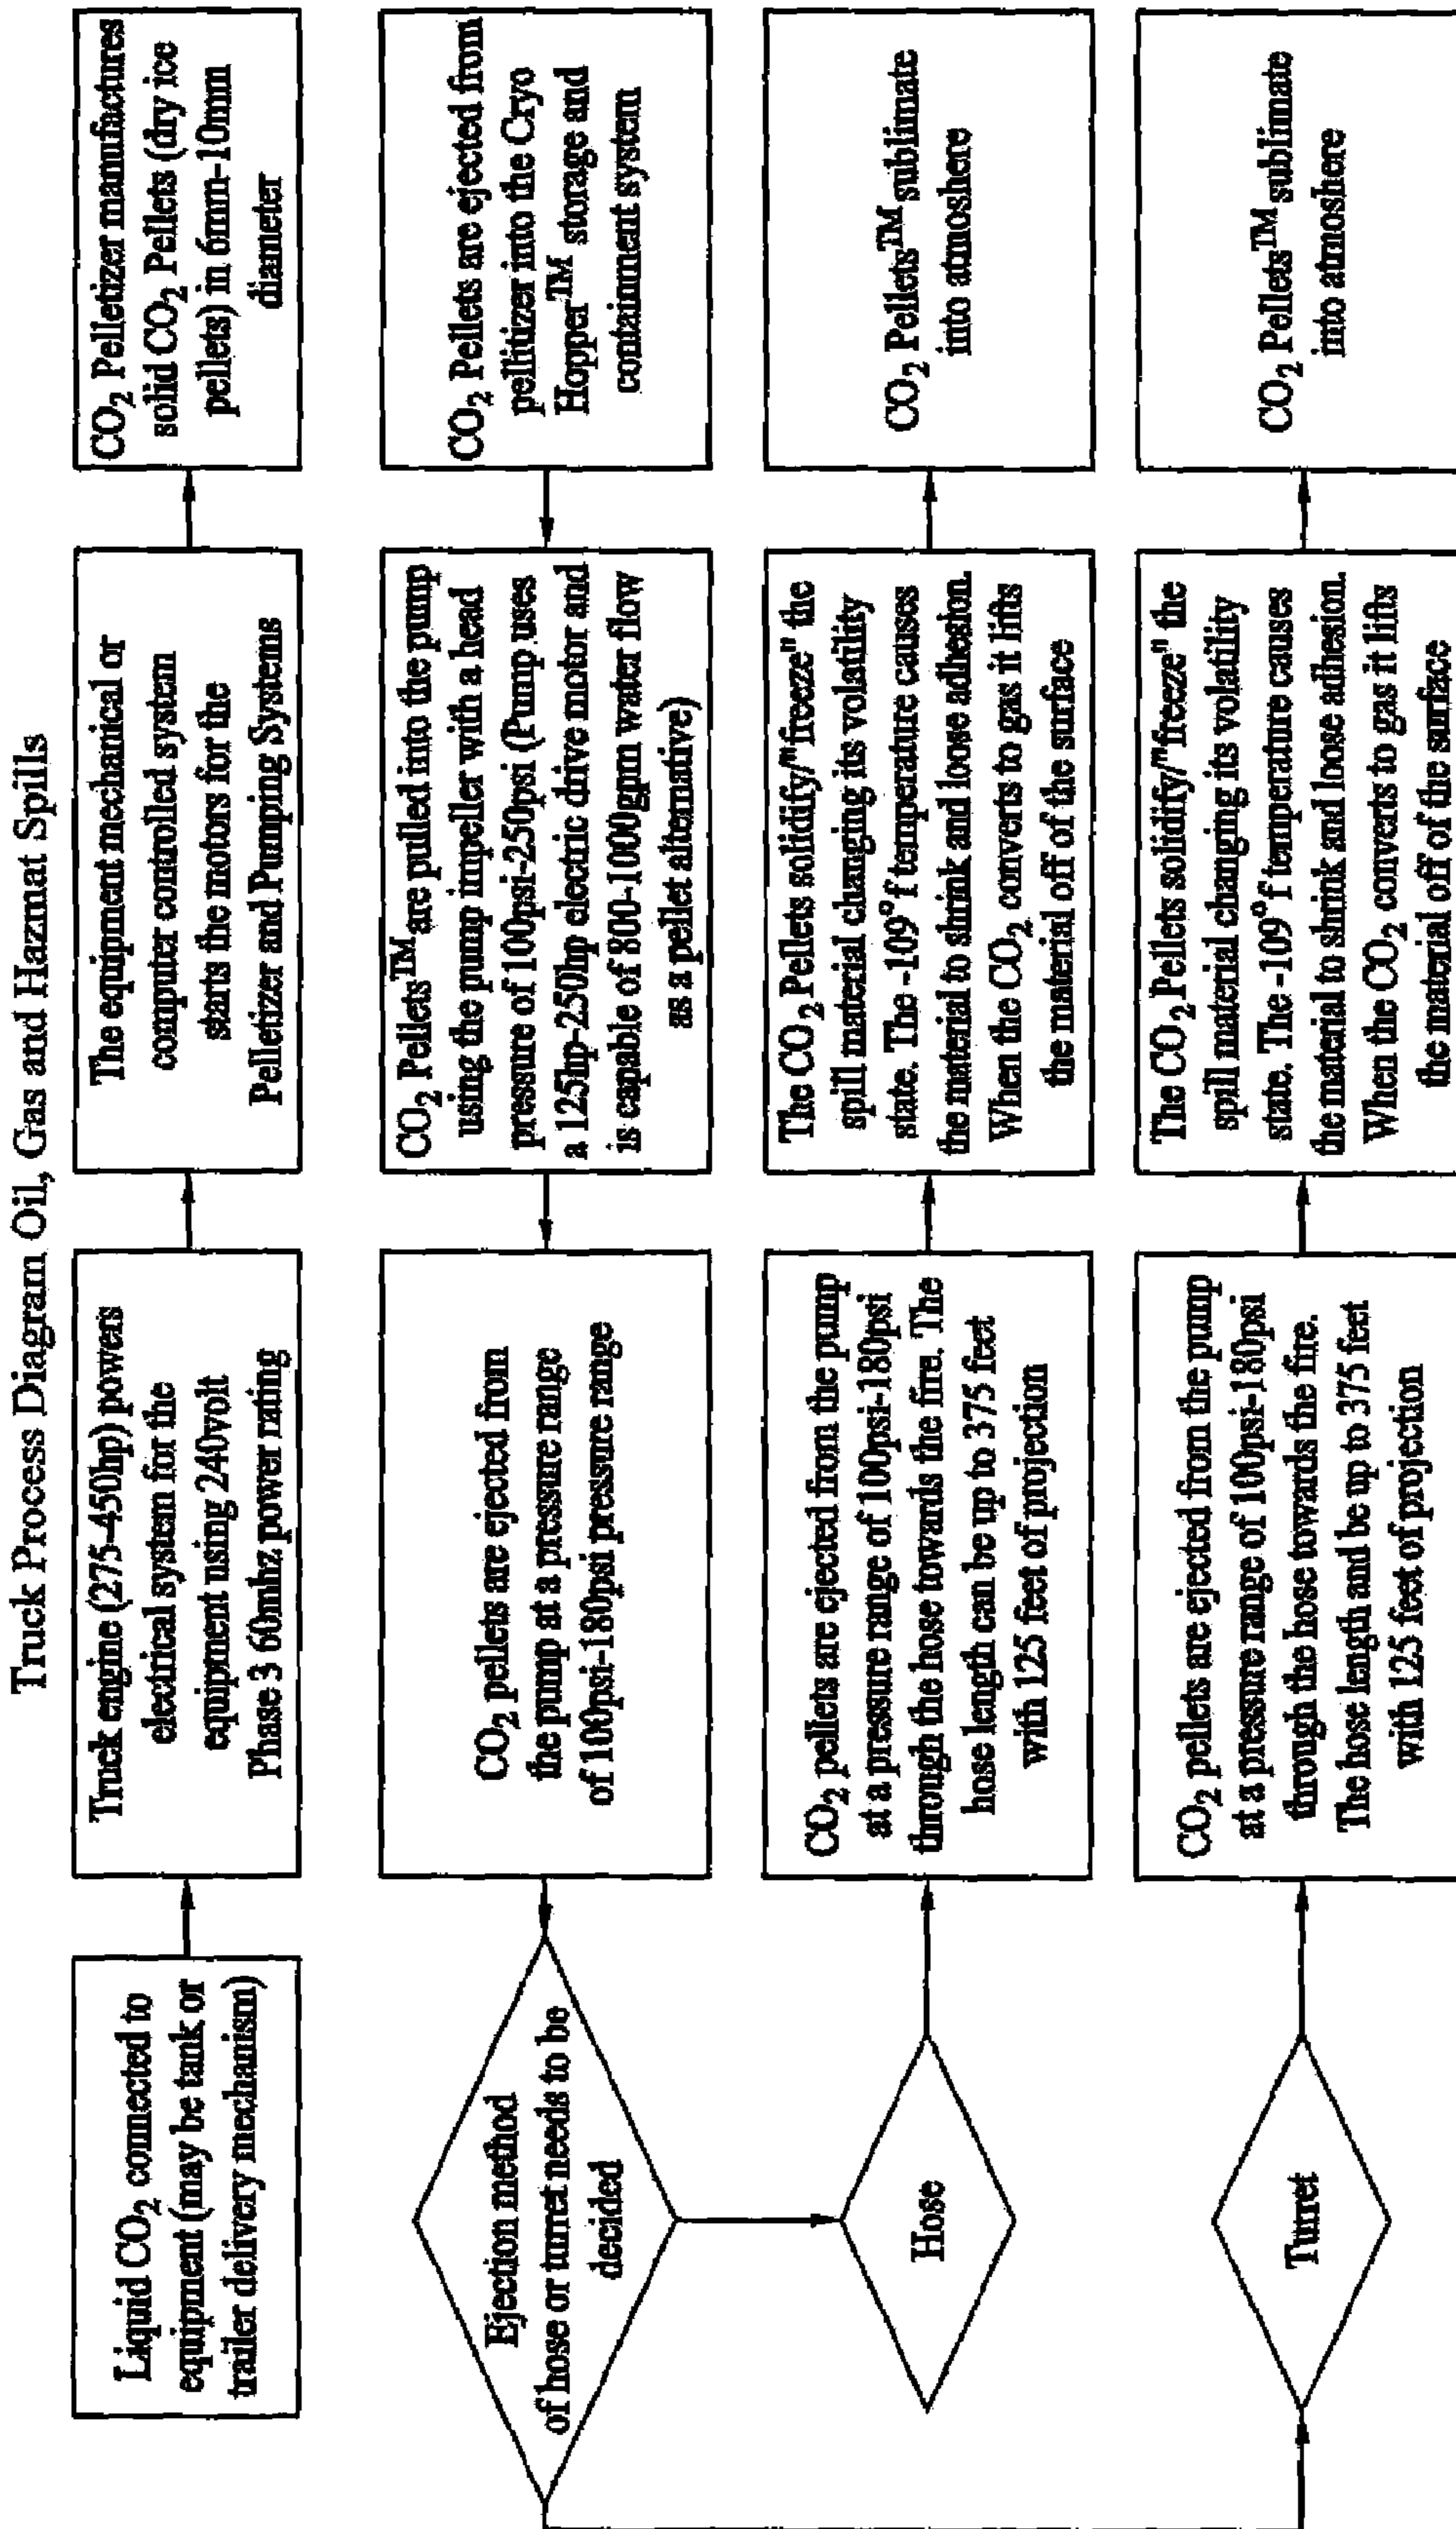 Truck Process Diagram Oil, Gas and Hazmat Spills
Liquid CO₂ connected to
equipment (may be tank or
trailer delivery mechanism)
Truck engine (275-450hp) powers
electrical system for the
equipment using 240volt
Phase 3 60mhz power rating
The equipment mechanical or
computer controlled system
starts the motors for the
Pelletizer and Pumping Systems
CO₂ Pelletizer manufactures
solid CO₂ Pellets (dry ice
pellets) in 6mm-10mm
diameter
CO₂ Pellets are ejected from
pellitizer into the Cryo
Hopper™ storage and
containment system
CO₂ Pellets™ are pulled into the pump
using the pump impeller with a head
pressure of 100psi-250psi (Pump uses
a 125hp-250hp electric drive motor and
is capable of 800-1000gpm water flow
as a pellet alternative)
CO₂ pellets are ejected from
the pump at a pressure range
of 100psi-180psi pressure range
Ejection method
of hose or turret needs to be
decided
Hose
CO₂ pellets are ejected from the pump
at a pressure range of 100psi-180psi
through the hose towards the fire. The
hose length can be up to 375 feet
with 125 feet of projection
The CO₂ Pellets solidify/"freeze" the
spill material changing its volatility
state. The -109°f temperature causes
the material to shrink and loose adhesion.
When the CO₂ converts to gas it lifts
the material off of the surface
CO₂ Pellets™ sublimate
into atmoshere
Turret
CO₂ pellets are ejected from the pump
at a pressure range of 100psi-180psi
through the hose towards the fire.
The hose length and be up to 375 feet
with 125 feet of projection
The CO₂ Pellets solidify/"freeze" the
spill material changing its volatility
state. The -109°f temperature causes
the material to shrink and loose adhesion.
When the CO₂ converts to gas it lifts
the material off of the surface
CO₂ Pellets™ sublimate
into atmoshere